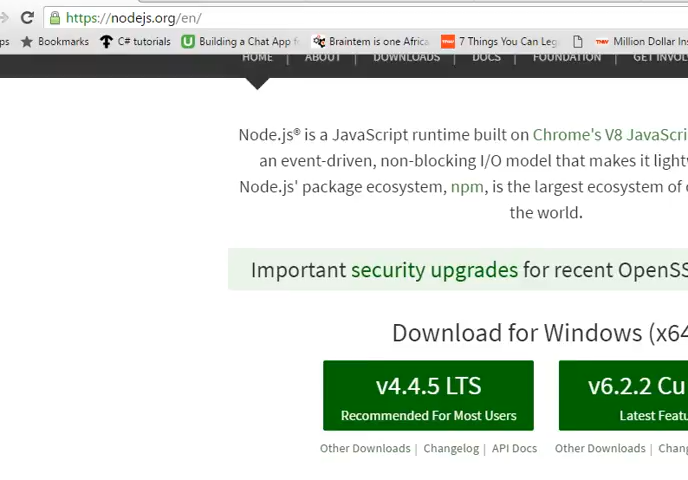 https://nodejs.org/en/
ps Bookmarks C# tutorials Building a Chat App f Braintem is one Africa 7 Things You Can Leg Million Dollar Ins
HOME | ABOUT | DOWNLOADS | DOCS | FOUNDATION | GET INVOL
Node.js® is a JavaScript runtime built on Chrome's V8 JavaScri
an event-driven, non-blocking I/O model that makes it lightw
Node.js' package ecosystem, npm, is the largest ecosystem of
the world.
Important security upgrades for recent OpenSS
Download for Windows (x64
v4.4.5 LTS
Recommended For Most Users
v6.2.2 Cu
Latest Featu
Other Downloads | Changelog | API Docs
Other Downloads | Chang